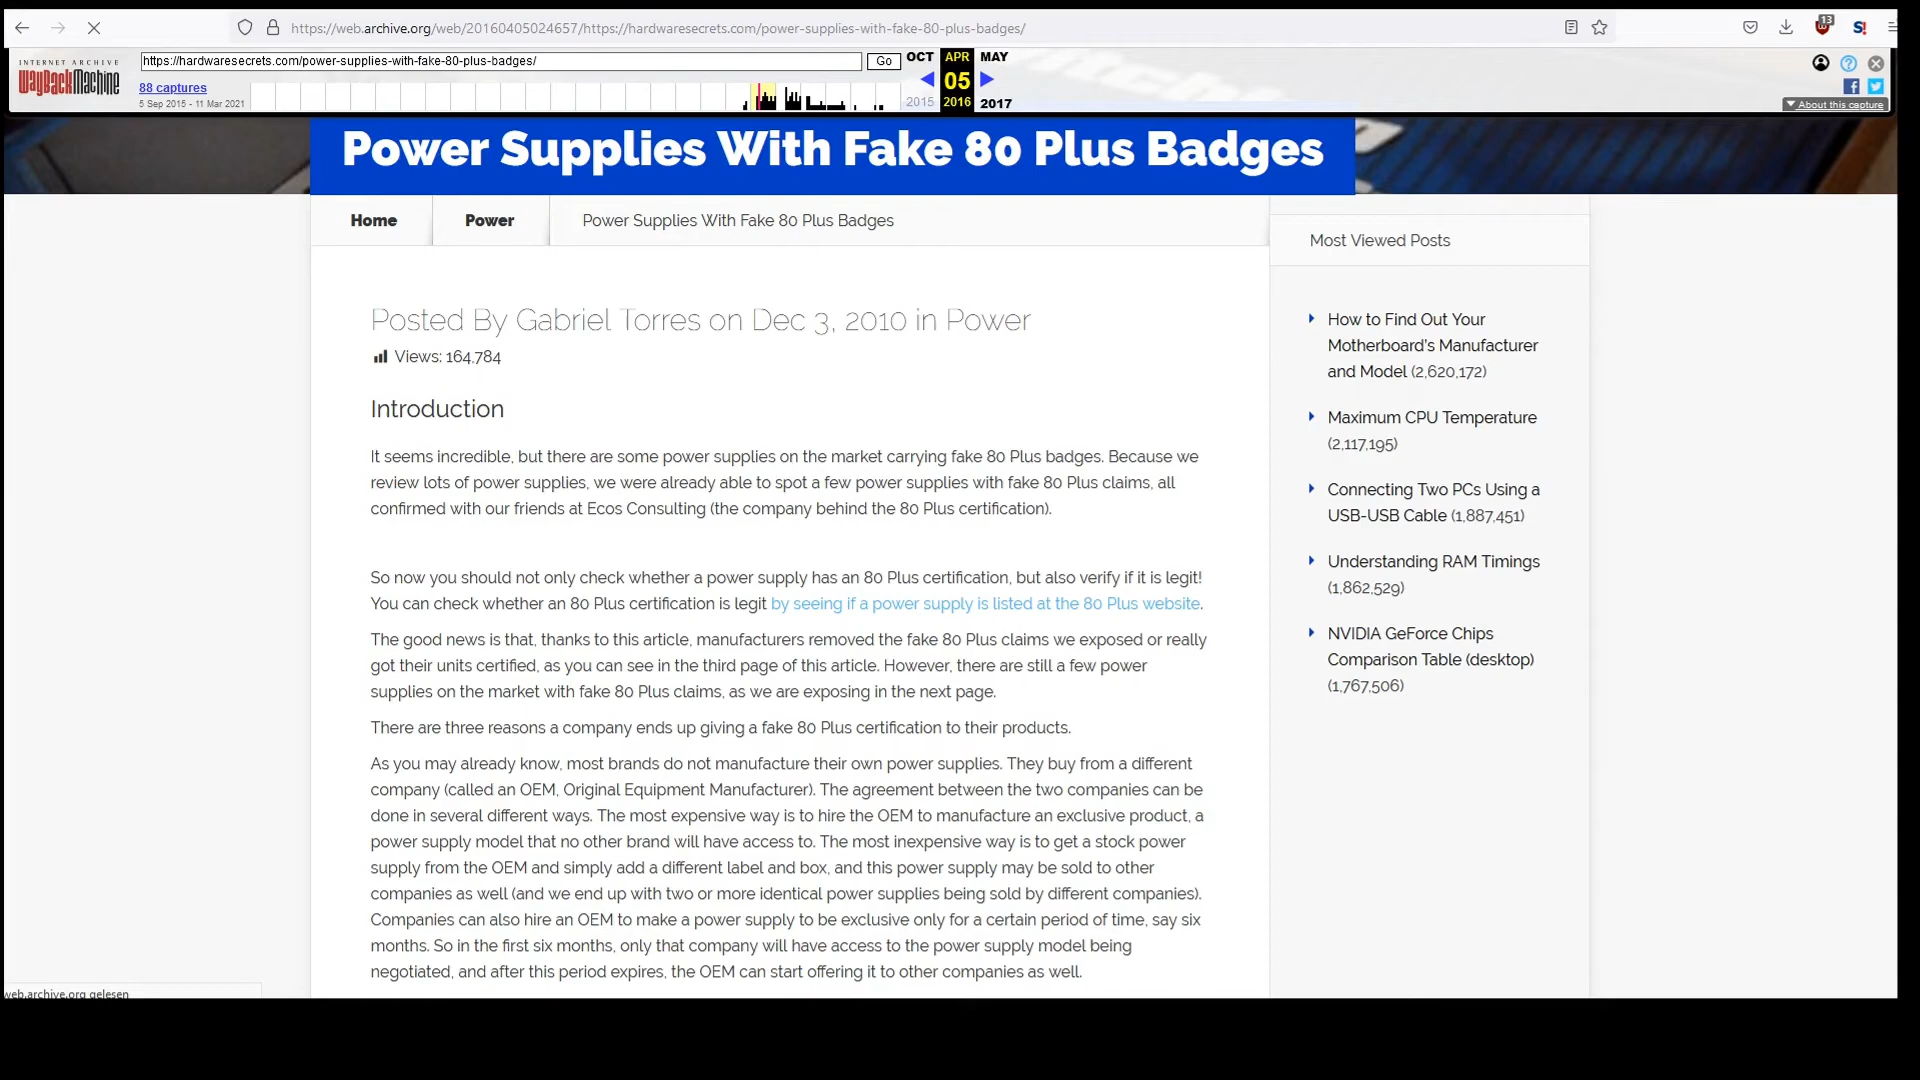 https://web.archive.org/web/20160405024657/https://hardwaresecrets.com/power-supplies-with-fake-80-plus-badges/
13
S!
INTERNET ARCHIVE
WayBackMachine
https://hardwaresecrets.com/power-supplies-with-fake-80-plus-badges/
Go
OCT
APR
MAY
88 captures
05
5 Sep 2015 - 11 Mar 2021
2015
2016
2017
About this capture
Power Supplies With Fake 80 Plus Badges
Home
Power
Power Supplies With Fake 80 Plus Badges
Posted By Gabriel Torres on Dec 3, 2010 in Power
Views: 164,784
Introduction
It seems incredible, but there are some power supplies on the market carrying fake 80 Plus badges. Because we
review lots of power supplies, we were already able to spot a few power supplies with fake 80 Plus claims, all
confirmed with our friends at Ecos Consulting (the company behind the 80 Plus certification).
So now you should not only check whether a power supply has an 80 Plus certification, but also verify if it is legit!
You can check whether an 80 Plus certification is legit by seeing if a power supply is listed at the 80 Plus website.
The good news is that, thanks to this article, manufacturers removed the fake 80 Plus claims we exposed or really
got their units certified, as you can see in the third page of this article. However, there are still a few power
supplies on the market with fake 80 Plus claims, as we are exposing in the next page.
There are three reasons a company ends up giving a fake 80 Plus certification to their products.
As you may already know, most brands do not manufacture their own power supplies. They buy from a different
company (called an OEM, Original Equipment Manufacturer). The agreement between the two companies can be
done in several different ways. The most expensive way is to hire the OEM to manufacture an exclusive product, a
power supply model that no other brand will have access to. The most inexpensive way is to get a stock power
supply from the OEM and simply add a different label and box, and this power supply may be sold to other
companies as well (and we end up with two or more identical power supplies being sold by different companies).
Companies can also hire an OEM to make a power supply to be exclusive only for a certain period of time, say six
months. So in the first six months, only that company will have access to the power supply model being
negotiated, and after this period expires, the OEM can start offering it to other companies as well.
Most Viewed Posts
How to Find Out Your
Motherboard's Manufacturer
and Model (2,620,172)
Maximum CPU Temperature
(2,117,195)
Connecting Two PCs Using a
USB-USB Cable (1,887,451)
Understanding RAM Timings
(1,862,529)
NVIDIA GeForce Chips
Comparison Table (desktop)
(1,767,506)
web.archive.org gelesen